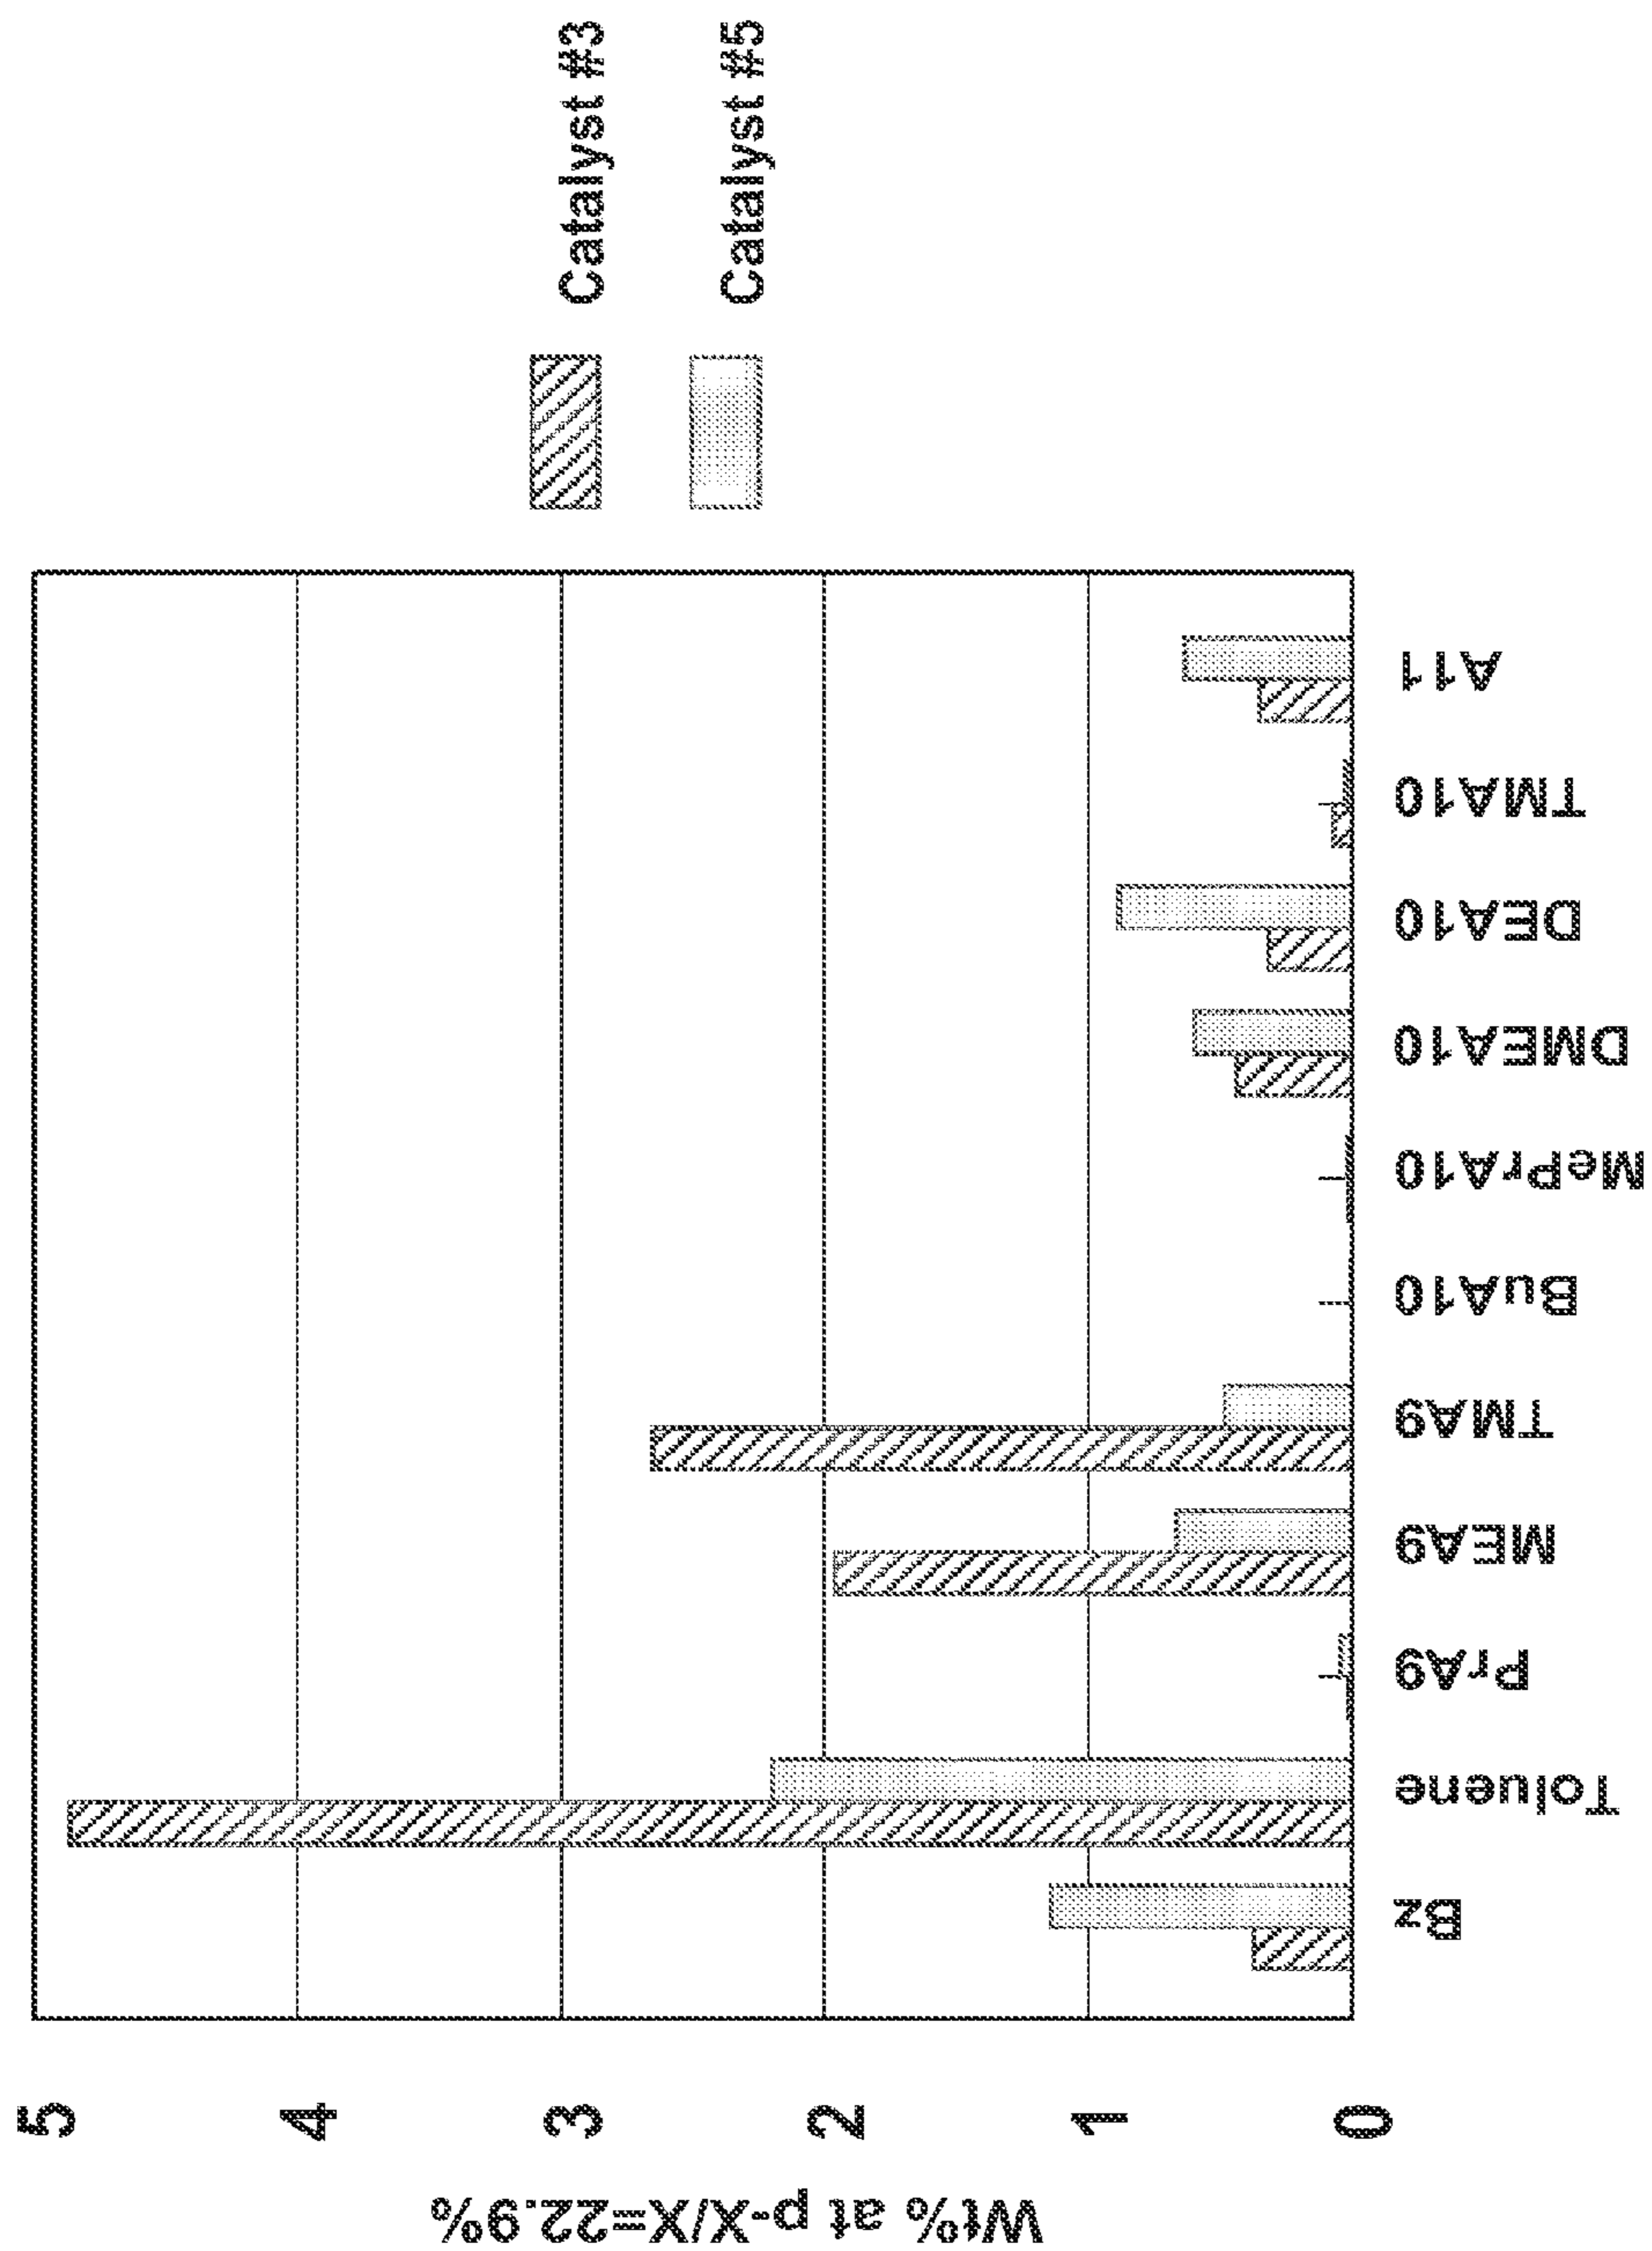 Wt% at p-X/X=22.9%
5
4
3
2
1
0
Bz
Toluene
PrA9
MEA9
TMA9
BuA10
MePrA10
DMEA10
DEA10
TMA10
A11
Catalyst #3
Catalyst #5